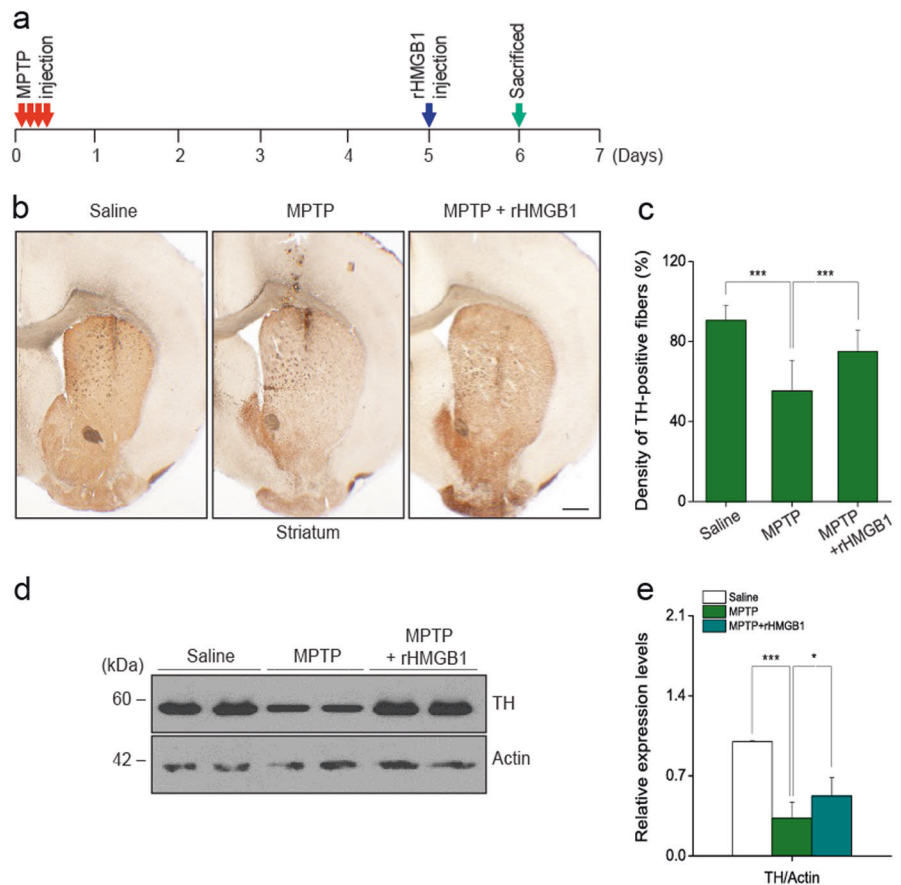 a
MPTP
injection
rHMGB1
injection
Sacrificed
0 1 2 3 4 5 6 7 (Days)
b
Saline MPTP MPTP + rHMGB1
Striatum
c
Density of TH-positive fibers (%)
120
80
40
0
*** ***
Saline
MPTP
MPTP
+rHMGB1
d
(kDa)
Saline MPTP MPTP
+ rHMGB1
60 – TH
42 – Actin
e
Saline
MPTP
MPTP+rHMGB1
Relative expression levels
2.1
1.4
0.7
0.0
*** *
TH/Actin